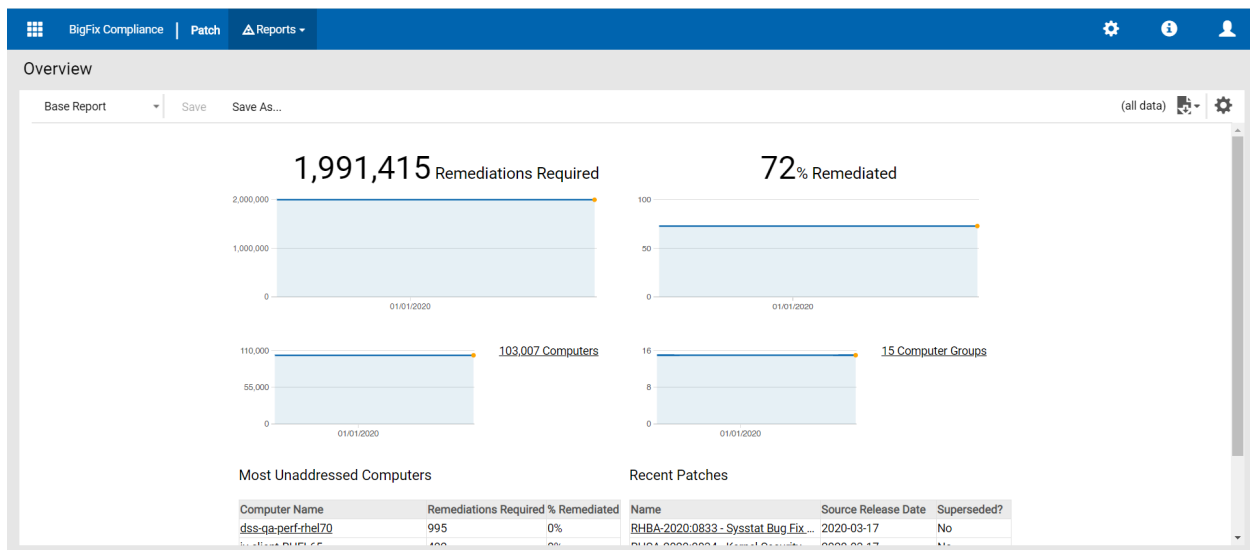 BigFix Compliance | Patch Reports
Overview
Base Report Save Save As... (all data)
1,991,415 Remediations Required
2,000,000
1,000,000
0
01/01/2020
72% Remediated
100
50
0
01/01/2020
110,000
55,000
0
01/01/2020
103,007 Computers
16
8
0
01/01/2020
15 Computer Groups
Most Unaddressed Computers
Computer Name Remediations Required % Remediated
dss-qa-perf-rhel70 995 0%
Recent Patches
Name Source Release Date Superseded?
RHBA-2020:0833 - Sysstat Bug Fix ... 2020-03-17 No